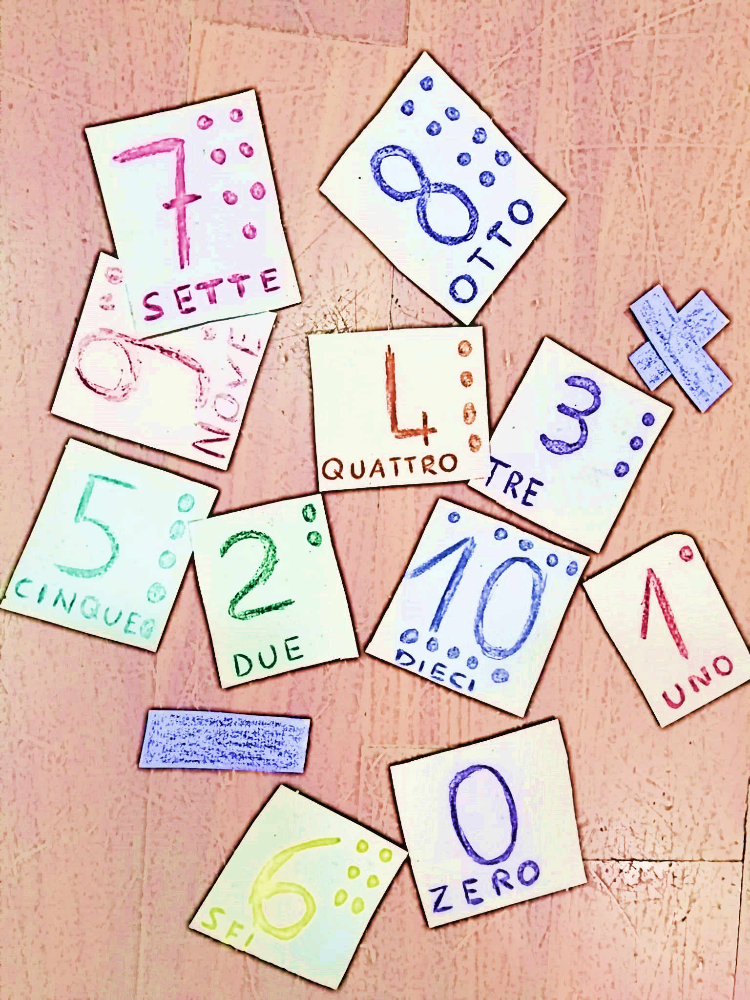 7
SETTE
8
OTTO
9
NOVE
4
QUATTRO
3
TRE
5
CINQUE
2
DUE
10
DIECI
1
UNO
6
SEI
0
ZERO